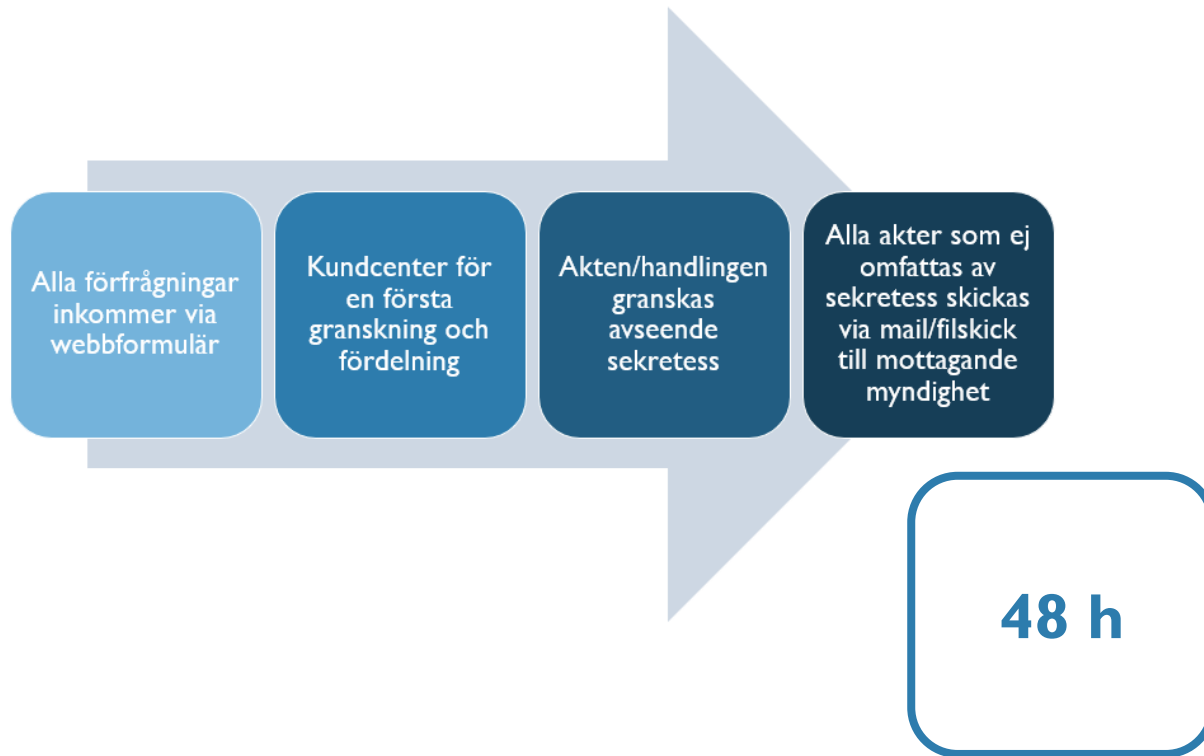 Alla förfrågningar
inkommer via
webbformulär
Kundcenter för
en första
granskning och
fördelning
Akten/handlingen
granskas
avseende
sekretess
Alla akter som ej
omfattas av
sekretess skickas
via mail/filskick
till mottagande
myndighet
48 h